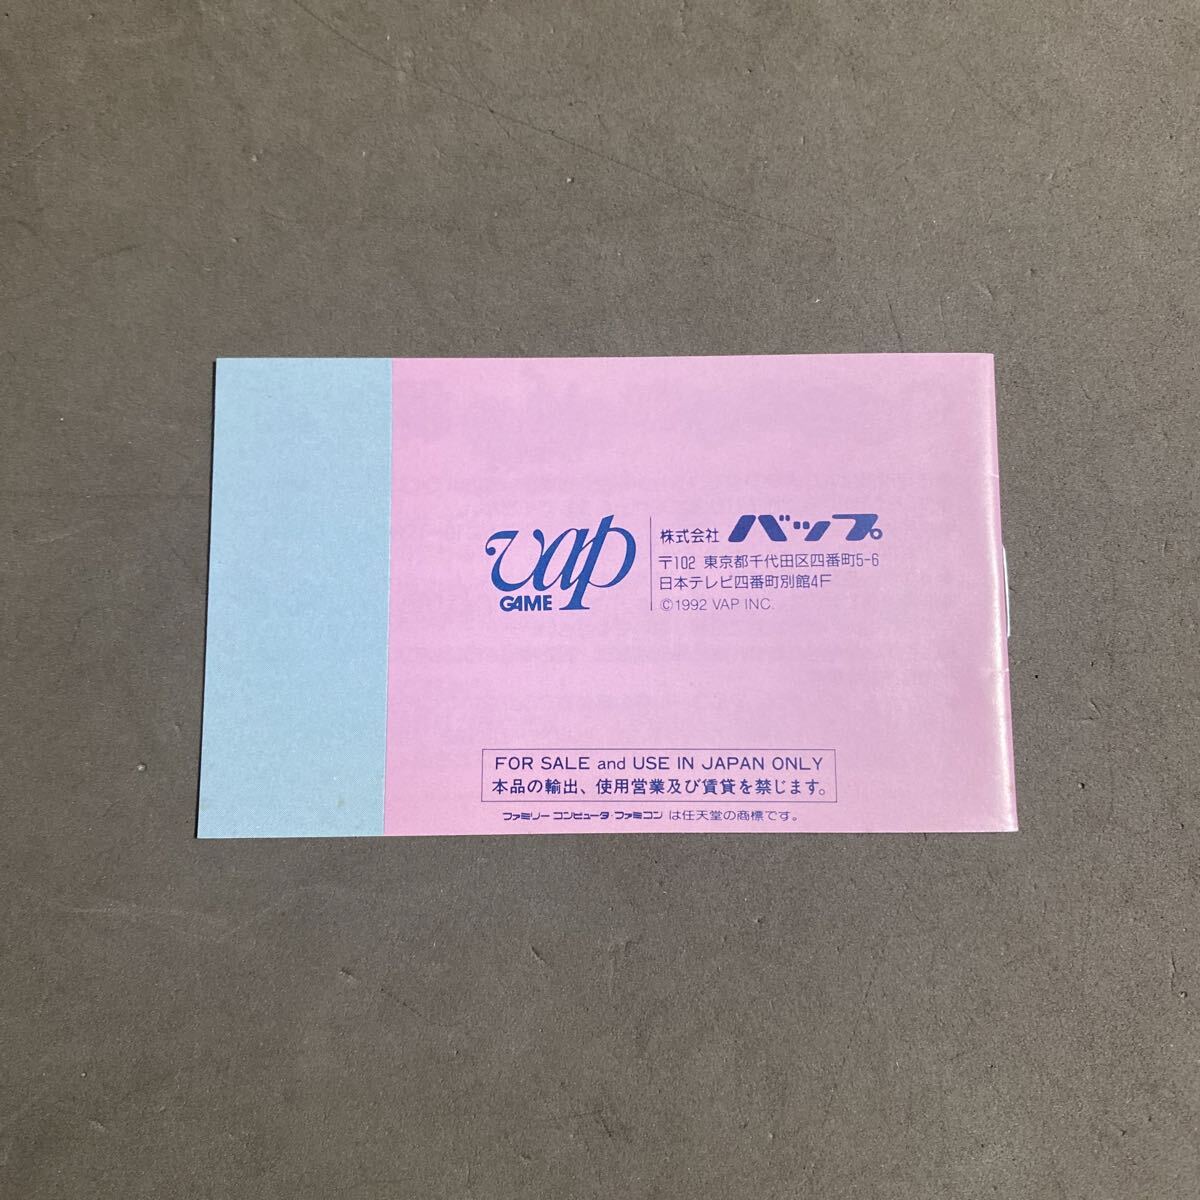 vap
GAME
株式会社 バップ
〒102 東京都千代田区四番町5-6
日本テレビ四番町別館4F
©1992 VAP INC.
FOR SALE and USE IN JAPAN ONLY
本品の輸出、使用営業及び賃貸を禁じます。
ファミリーコンピュータ・ファミコン は任天堂の商標です。